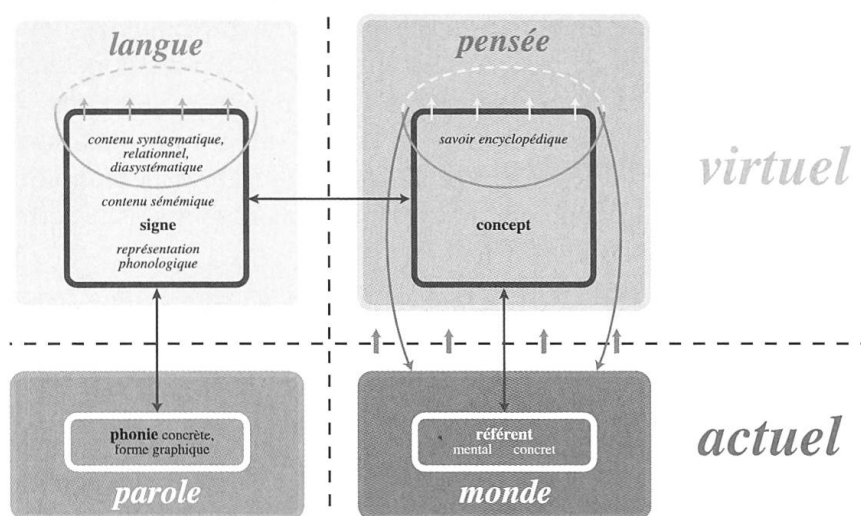 langue
contenu syntagmatique,
relationnel,
diasystématique
contenu sémémique
signe
représentation
phonologique
pensée
savoir encyclopédique
concept
virtuel
phonie concrète,
forme graphique
parole
référent
mental concret
monde
actuel